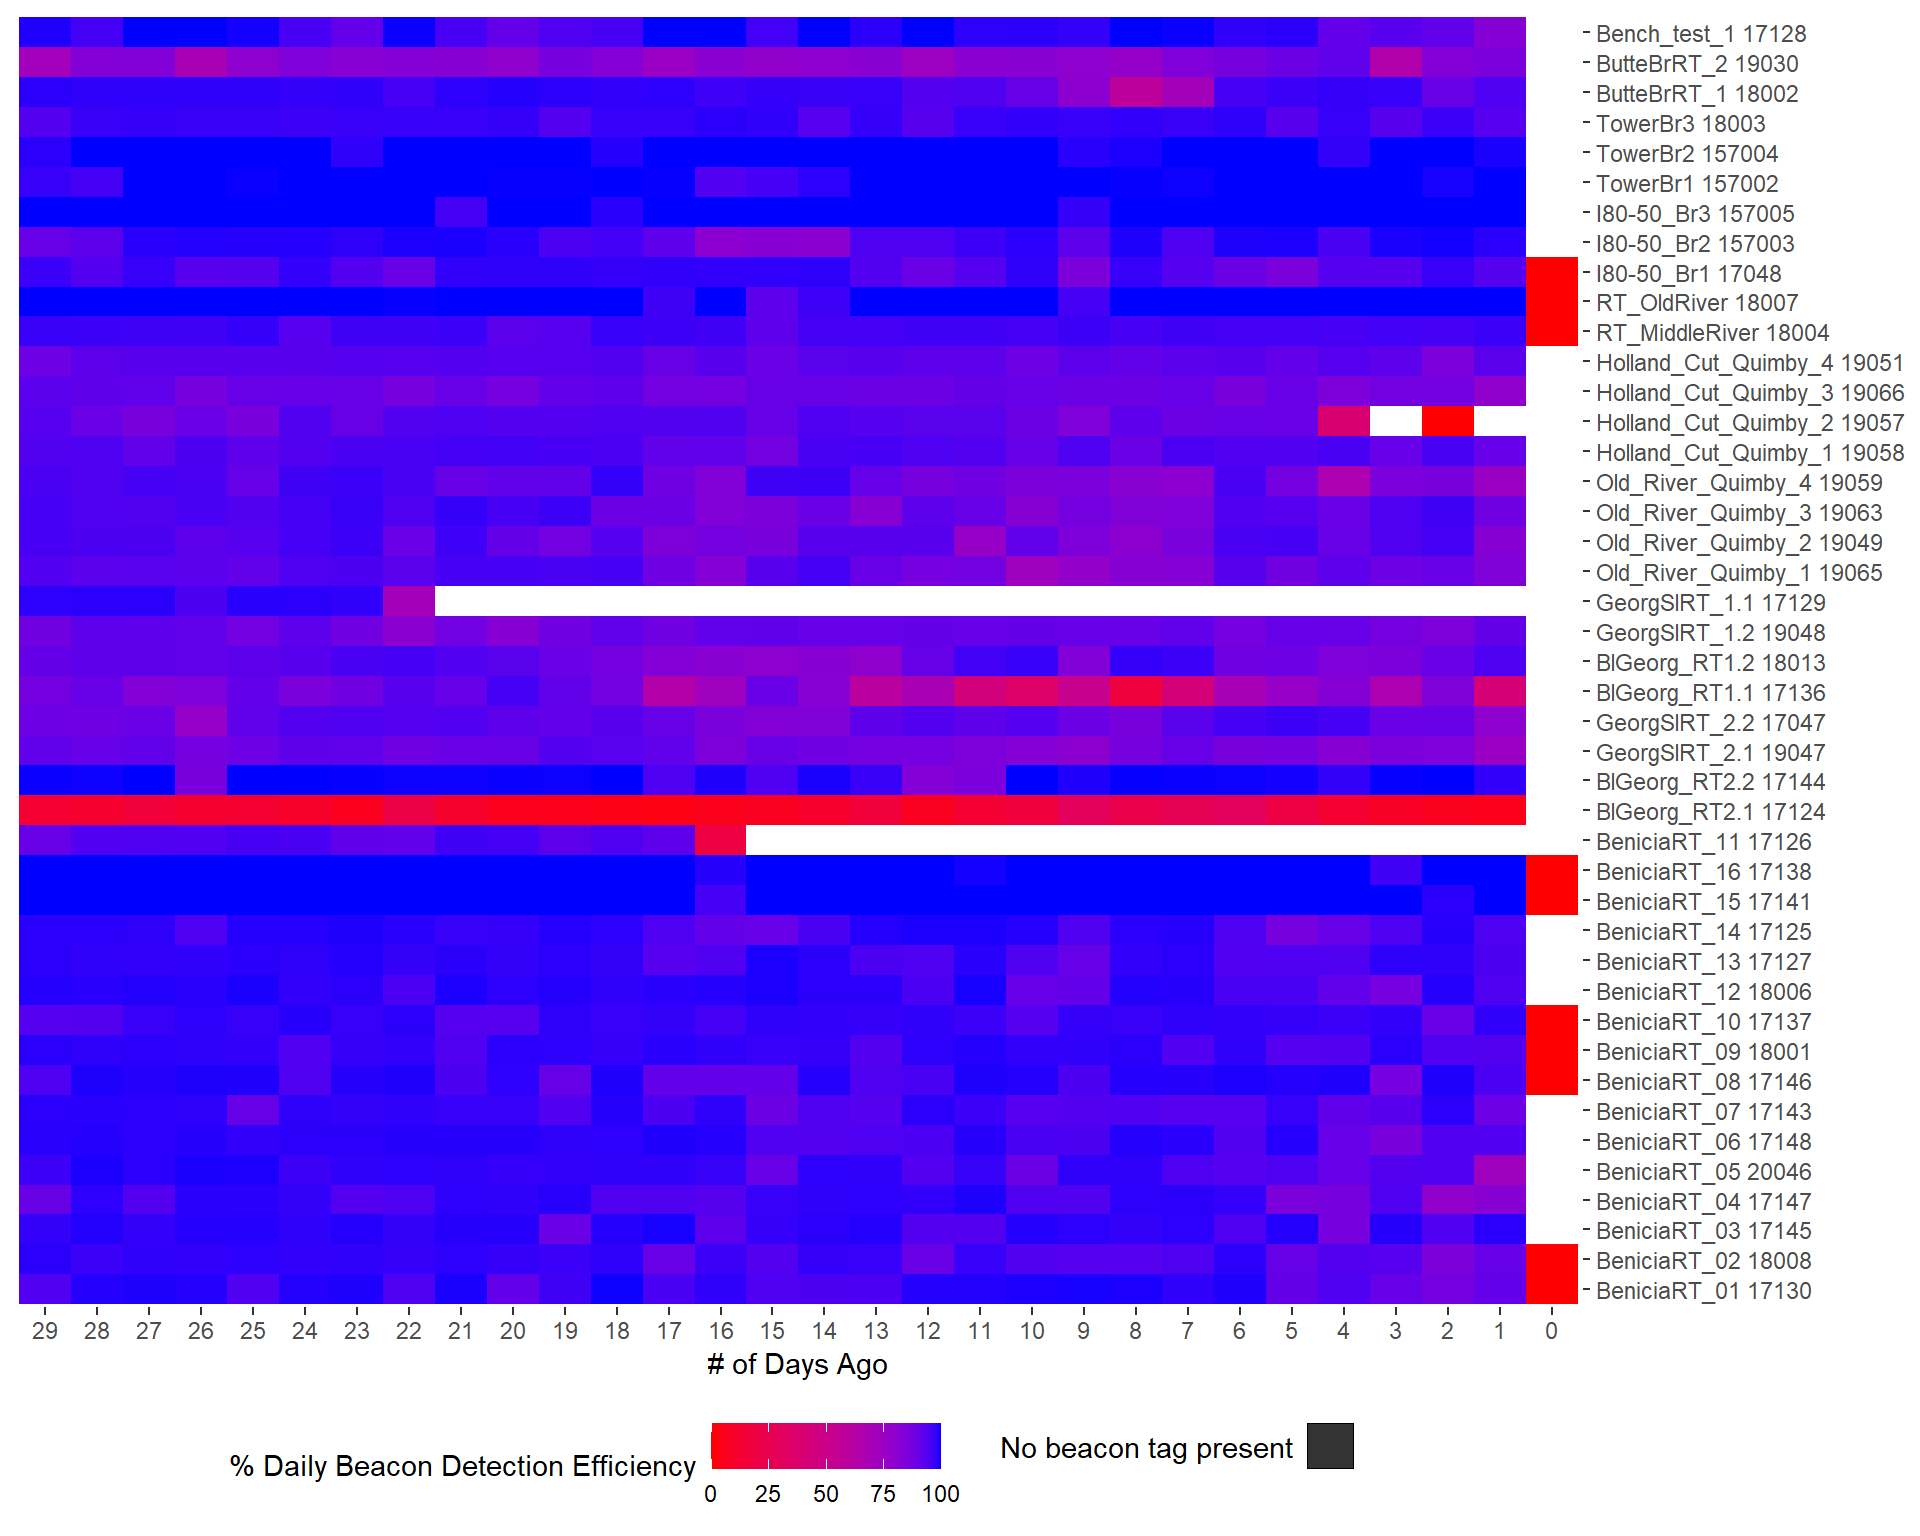 Bench_test_1 17128
ButteBrRT_2 19030
ButteBrRT_1 18002
TowerBr3 18003
TowerBr2 157004
TowerBr1 157002
I80-50_Br3 157005
I80-50_Br2 157003
I80-50_Br1 17048
RT_OldRiver 18007
RT_MiddleRiver 18004
Holland_Cut_Quimby_4 19051
Holland_Cut_Quimby_3 19066
Holland_Cut_Quimby_2 19057
Holland_Cut_Quimby_1 19058
Old_River_Quimby_4 19059
Old_River_Quimby_3 19063
Old_River_Quimby_2 19049
Old_River_Quimby_1 19065
GeorgSlRT_1.1 17129
GeorgSlRT_1.2 19048
BlGeorg_RT1.2 18013
BlGeorg_RT1.1 17136
GeorgSlRT_2.2 17047
GeorgSlRT_2.1 19047
BlGeorg_RT2.2 17144
BlGeorg_RT2.1 17124
BeniciaRT_11 17126
BeniciaRT_16 17138
BeniciaRT_15 17141
BeniciaRT_14 17125
BeniciaRT_13 17127
BeniciaRT_12 18006
BeniciaRT_10 17137
BeniciaRT_09 18001
BeniciaRT_08 17146
BeniciaRT_07 17143
BeniciaRT_06 17148
BeniciaRT_05 20046
BeniciaRT_04 17147
BeniciaRT_03 17145
BeniciaRT_02 18008
BeniciaRT_01 17130
29 28 27 26 25 24 23 22 21 20 19 18 17 16 15 14 13 12 11 10 9 8 7 6 5 4 3 2 1 0
# of Days Ago
% Daily Beacon Detection Efficiency
0 25 50 75 100
No beacon tag present